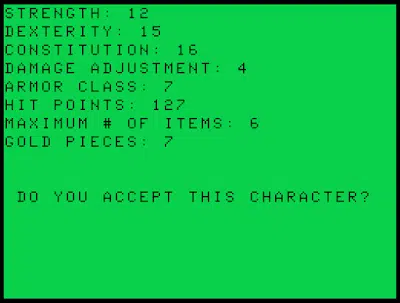 STRENGTH: 12
DEXTERITY: 15
CONSTITUTION: 16
DAMAGE ADJUSTMENT: 4
ARMOR CLASS: 7
HIT POINTS: 127
MAXIMUM # OF ITEMS: 6
GOLD PIECES: 7
DO YOU ACCEPT THIS CHARACTER?